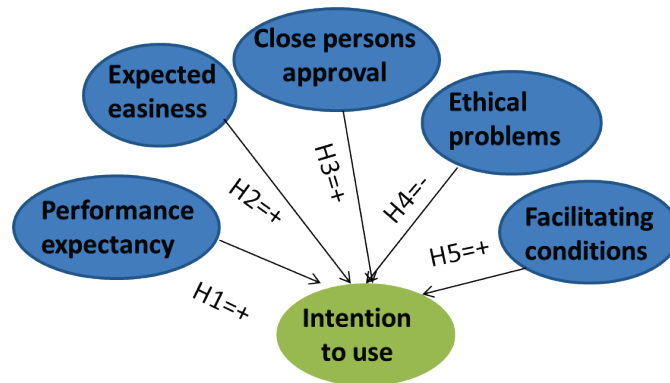 Close persons
approval
Expected
easiness
Ethical
problems
Performance
expectancy
Facilitating
conditions
H1=+
H2=+
H3=+
H4=-
H5=+
Intention
to use